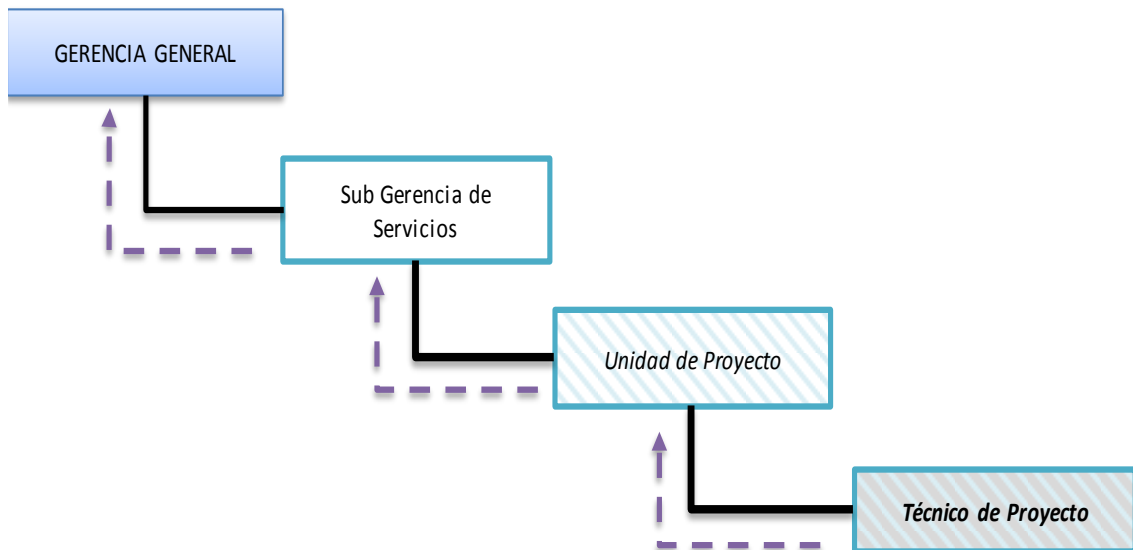 GERENCIA GENERAL
Sub Gerencia de
Servicios
Unidad de Proyecto
Técnico de Proyecto